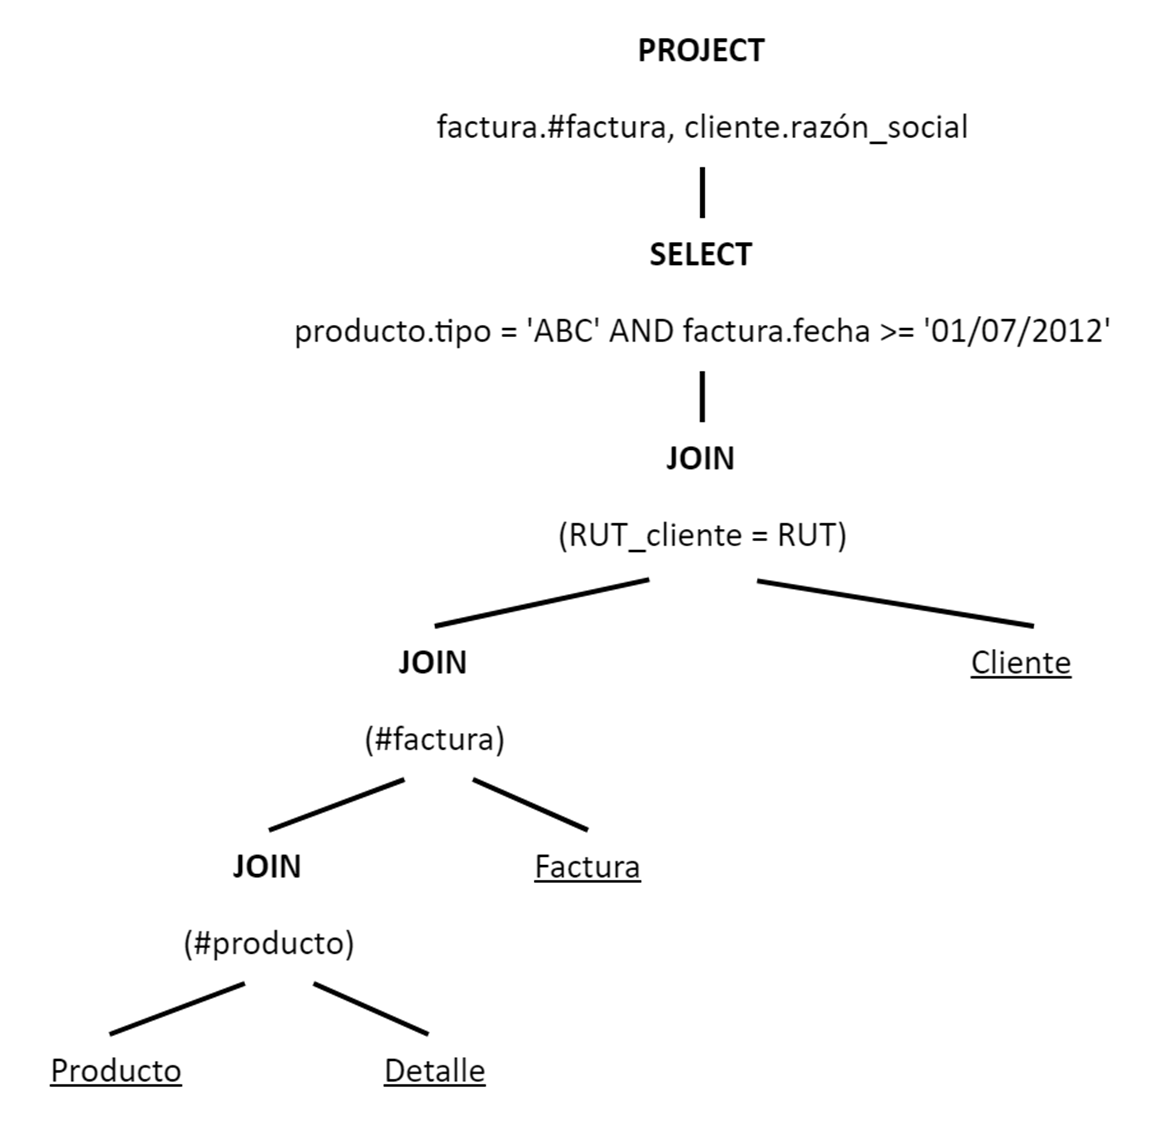 PROJECT
factura.#factura, cliente.razón_social
SELECT
producto.tipo = 'ABC' AND factura.fecha >= '01/07/2012'
JOIN
(RUT_cliente = RUT)
JOIN
Cliente
(#factura)
JOIN
Factura
(#producto)
Producto
Detalle